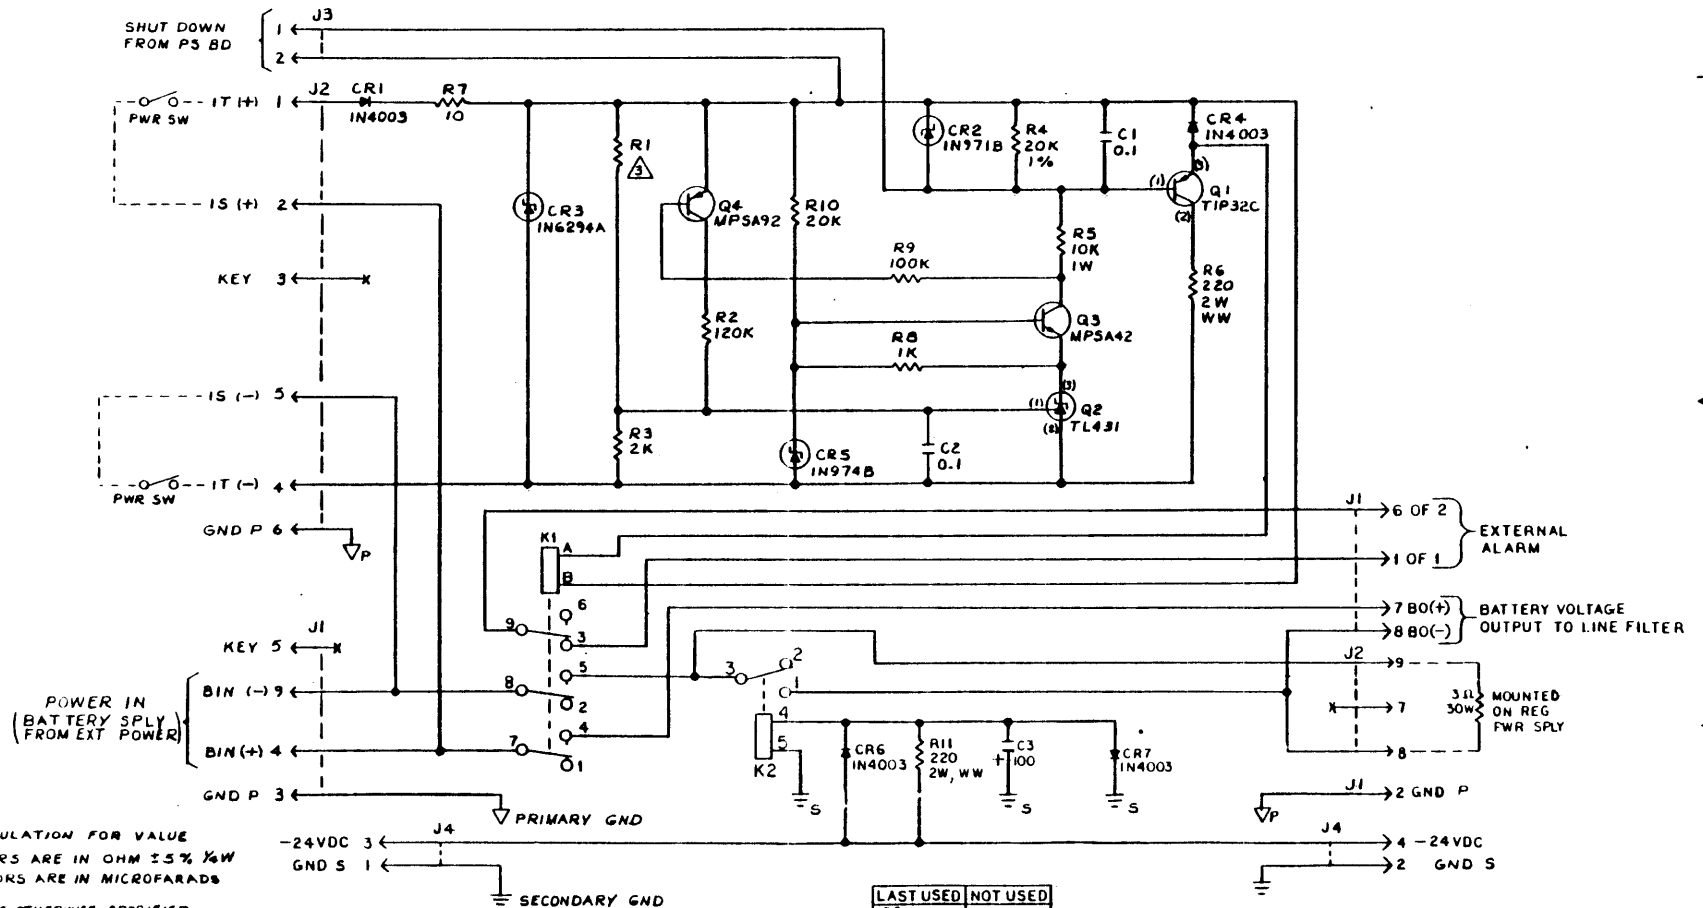 J3
SHUT DOWN 1
FROM PS BD
2
J2 CR1 R7
IT (+) 1
PWR SW
1N4003 10
CR2
1N971B
R4
20K
1%
C1
0.1
CR4
1N4003
R1
3
(3)
(1) Q1
TIP32C
(2)
IS (+) 2
CR3
1N6294A
Q4
MPSA92
R10
20K
R5
10K
1W
R9
100K
KEY 3
R6
220
2W
WW
R2
120K
Q3
MPSA42
R8
1K
IS (-) 5
(3)
(1) Q2
TL431
R3
2K
CR5
1N974B
C2
0.1
IT (-) 4
PWR SW
GND P 6
P
J1
6 OF 2
1 OF 1
EXTERNAL
ALARM
K1
A
B
6
9
3
5
8
2
4
7
1
7 BO(+)
8 BO(-)
BATTERY VOLTAGE
OUTPUT TO LINE FILTER
J1
KEY 5
J2
9
7
8
3Ω
30W
MOUNTED
ON REG
PWR SPLY
POWER IN
(BATTERY SPLY
FROM EXT POWER)
BIN (-) 9
BIN (+) 4
GND P 3
PRIMARY GND
3
2
1
4
5
K2
S
CR6
1N4003
R11
220
2W, WW
C3
+ 100
S
CR7
1N4003
S
J1
2 GND P
P
ULATION FOR VALUE
RS ARE IN OHM ±5% ¼W
ORS ARE IN MICROFARADS
-24VDC 3
J4
GND S 1
SECONDARY GND
J4
4 -24VDC
2 GND S
LAST USED NOT USED